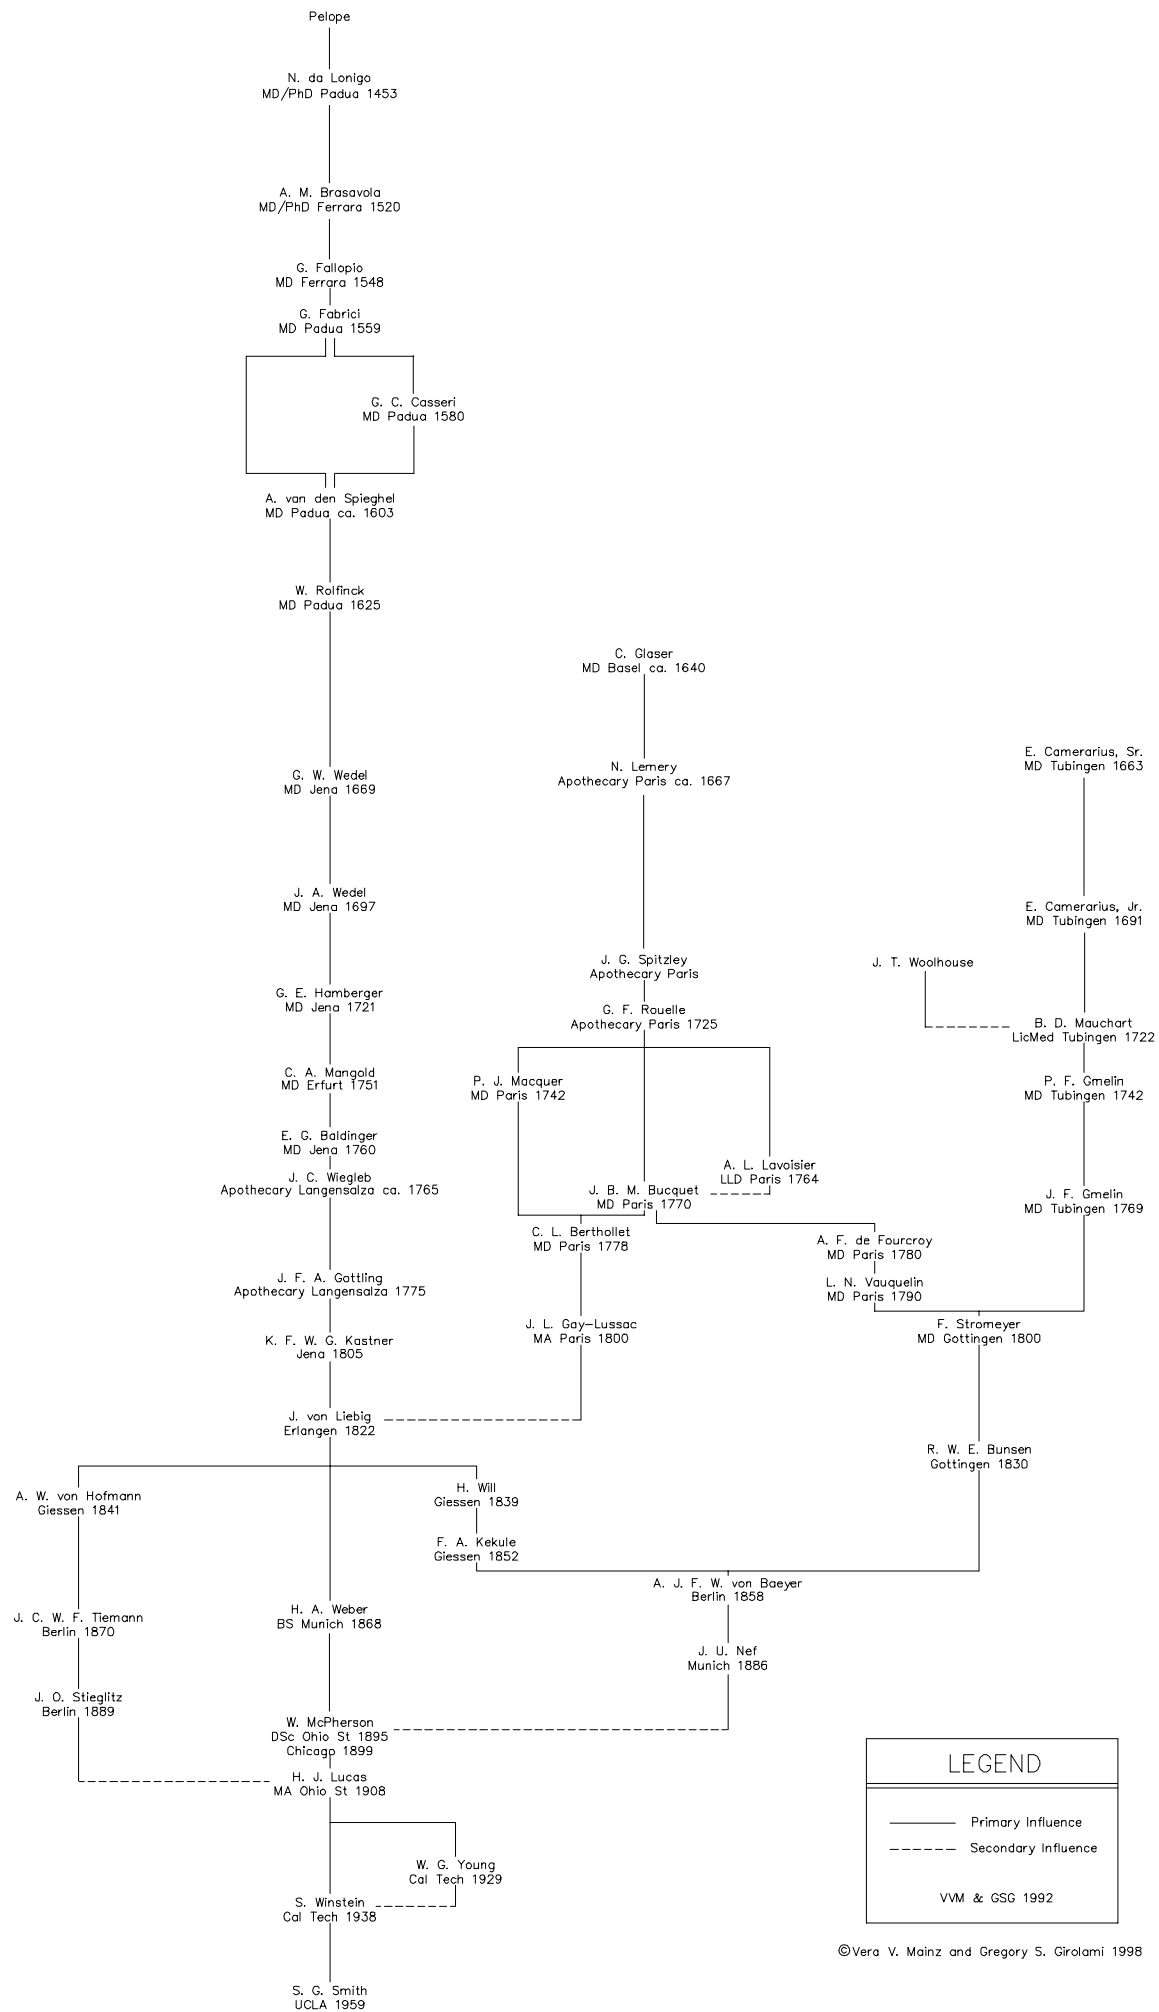 Pelope
N. da Lonigo
MD/PhD Padua 1453
A. M. Brasavola
MD/PhD Ferrara 1520
G. Fallopio
MD Ferrara 1548
G. Fabrici
MD Padua 1559
G. C. Casseri
MD Padua 1580
A. van den Spieghel
MD Padua ca. 1603
W. Rolfinck
MD Padua 1625
C. Glaser
MD Basel ca. 1640
E. Camerarius, Sr.
MD Tubingen 1663
N. Lemery
Apothecary Paris ca. 1667
G. W. Wedel
MD Jena 1669
J. A. Wedel
MD Jena 1697
E. Camerarius, Jr.
MD Tubingen 1691
J. G. Spitzley
Apothecary Paris
J. T. Woolhouse
G. E. Hamberger
MD Jena 1721
G. F. Rouelle
Apothecary Paris 1725
B. D. Mauchart
LicMed Tubingen 1722
C. A. Mangold
MD Erfurt 1751
P. J. Macquer
MD Paris 1742
P. F. Gmelin
MD Tubingen 1742
E. G. Baldinger
MD Jena 1760
J. C. Wiegleb
Apothecary Langensalza ca. 1765
A. L. Lavoisier
LLD Paris 1764
J. B. M. Bucquet
MD Paris 1770
J. F. Gmelin
MD Tubingen 1769
C. L. Berthollet
MD Paris 1778
A. F. de Fourcroy
MD Paris 1780
J. F. A. Gottling
Apothecary Langensalza 1775
L. N. Vauquelin
MD Paris 1790
K. F. W. G. Kastner
Jena 1805
J. L. Gay-Lussac
MA Paris 1800
F. Stromeyer
MD Gottingen 1800
J. von Liebig
Erlangen 1822
R. W. E. Bunsen
Gottingen 1830
A. W. von Hofmann
Giessen 1841
H. Will
Giessen 1839
F. A. Kekule
Giessen 1852
A. J. F. W. von Baeyer
Berlin 1858
J. C. W. F. Tiemann
Berlin 1870
H. A. Weber
BS Munich 1868
J. U. Nef
Munich 1886
J. O. Stieglitz
Berlin 1889
W. McPherson
DSc Ohio St 1895
Chicago 1899
H. J. Lucas
MA Ohio St 1908
W. G. Young
Cal Tech 1929
S. Winstein
Cal Tech 1938
S. G. Smith
UCLA 1959
LEGEND
Primary Influence
Secondary Influence
VVM & GSG 1992
©Vera V. Mainz and Gregory S. Girolami 1998